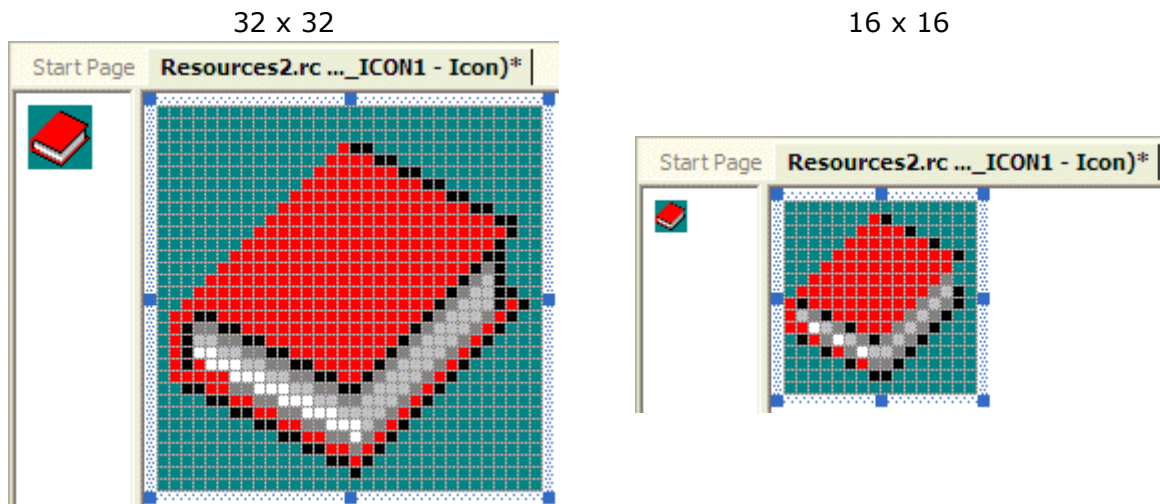 32 x 32
16 x 16
Start Page Resources2.rc ..._ICON1 - Icon)*
Start Page Resources2.rc ..._ICON1 - Icon)*